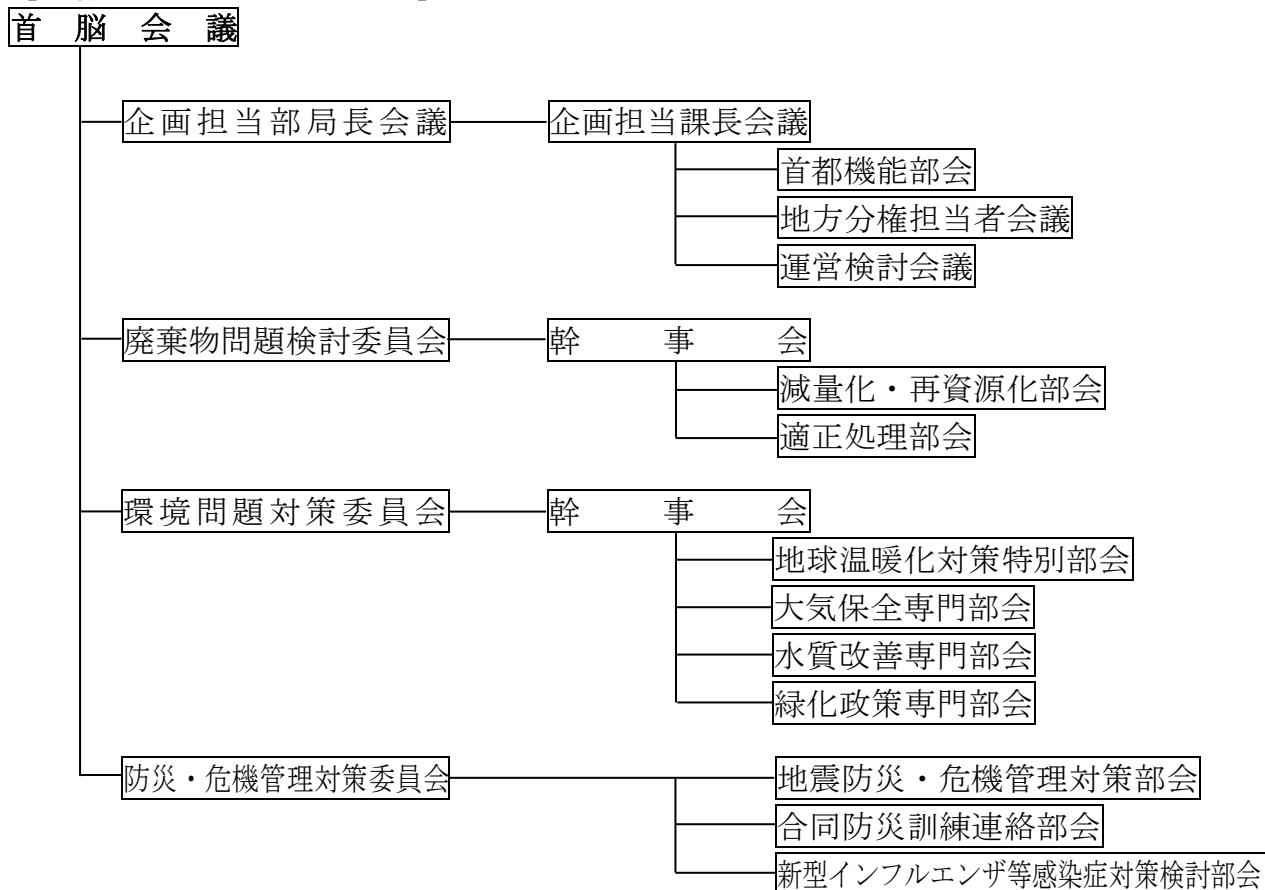 首脳会議
企画担当部局長会議 企画担当課長会議
首都機能部会
地方分権担当者会議
運営検討会議
廃棄物問題検討委員会 幹事会
減量化・再資源化部会
適正処理部会
環境問題対策委員会 幹事会
地球温暖化対策特別部会
大気保全専門部会
水質改善専門部会
緑化政策専門部会
防災・危機管理対策委員会 地震防災・危機管理対策部会
合同防災訓練連絡部会
新型インフルエンザ等感染症対策検討部会